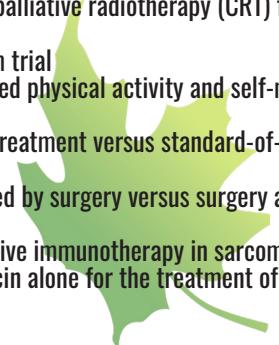 palliative radiotherapy (CRT) f
n trial
ed physical activity and self-r
reatment versus standard-of-
ed by surgery versus surgery a
ive immunotherapy in sarcom
cin alone for the treatment of